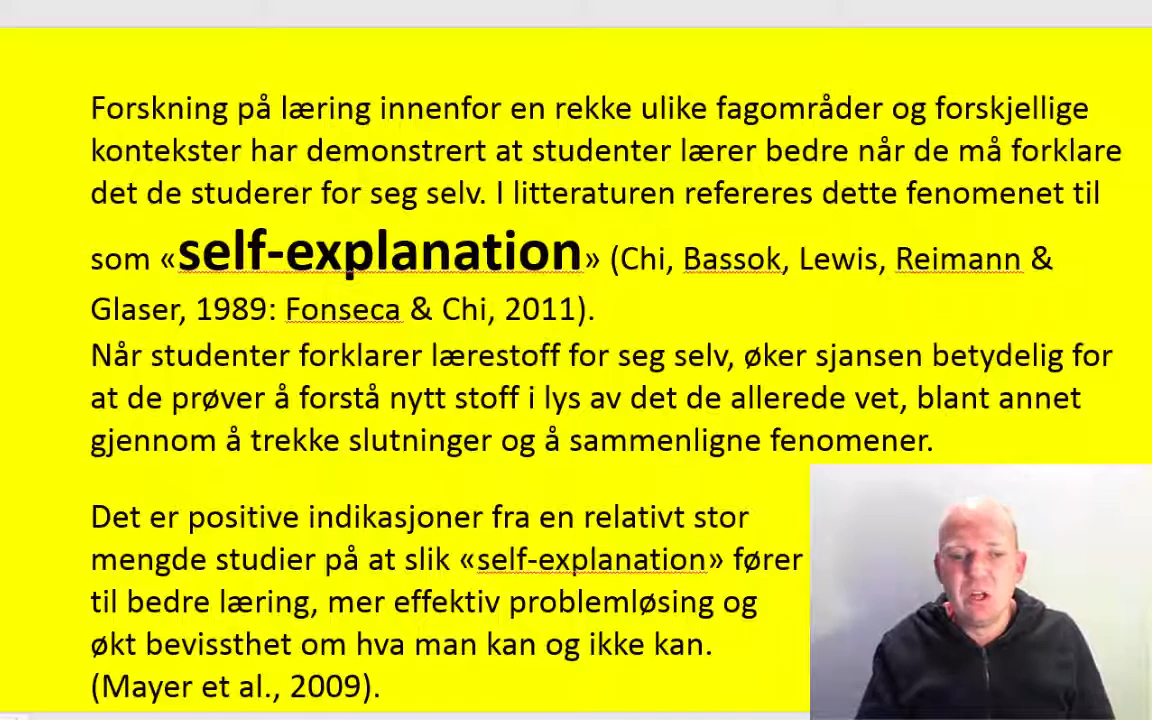 Forskning på læring innenfor en rekke ulike fagområder og forskjellige
kontekster har demonstrert at studenter lærer bedre når de må forklare
det de studerer for seg selv. I litteraturen refereres dette fenomenet til
som «self-explanation» (Chi, Bassok, Lewis, Reimann &
Glaser, 1989: Fonseca & Chi, 2011).
Når studenter forklarer lærestoff for seg selv, øker sjansen betydelig for
at de prøver å forstå nytt stoff i lys av det de allerede vet, blant annet
gjennom å trekke slutninger og å sammenligne fenomener.
Det er positive indikasjoner fra en relativt stor
mengde studier på at slik «self-explanation» fører
til bedre læring, mer effektiv problemløsing og
økt bevissthet om hva man kan og ikke kan.
(Mayer et al., 2009).